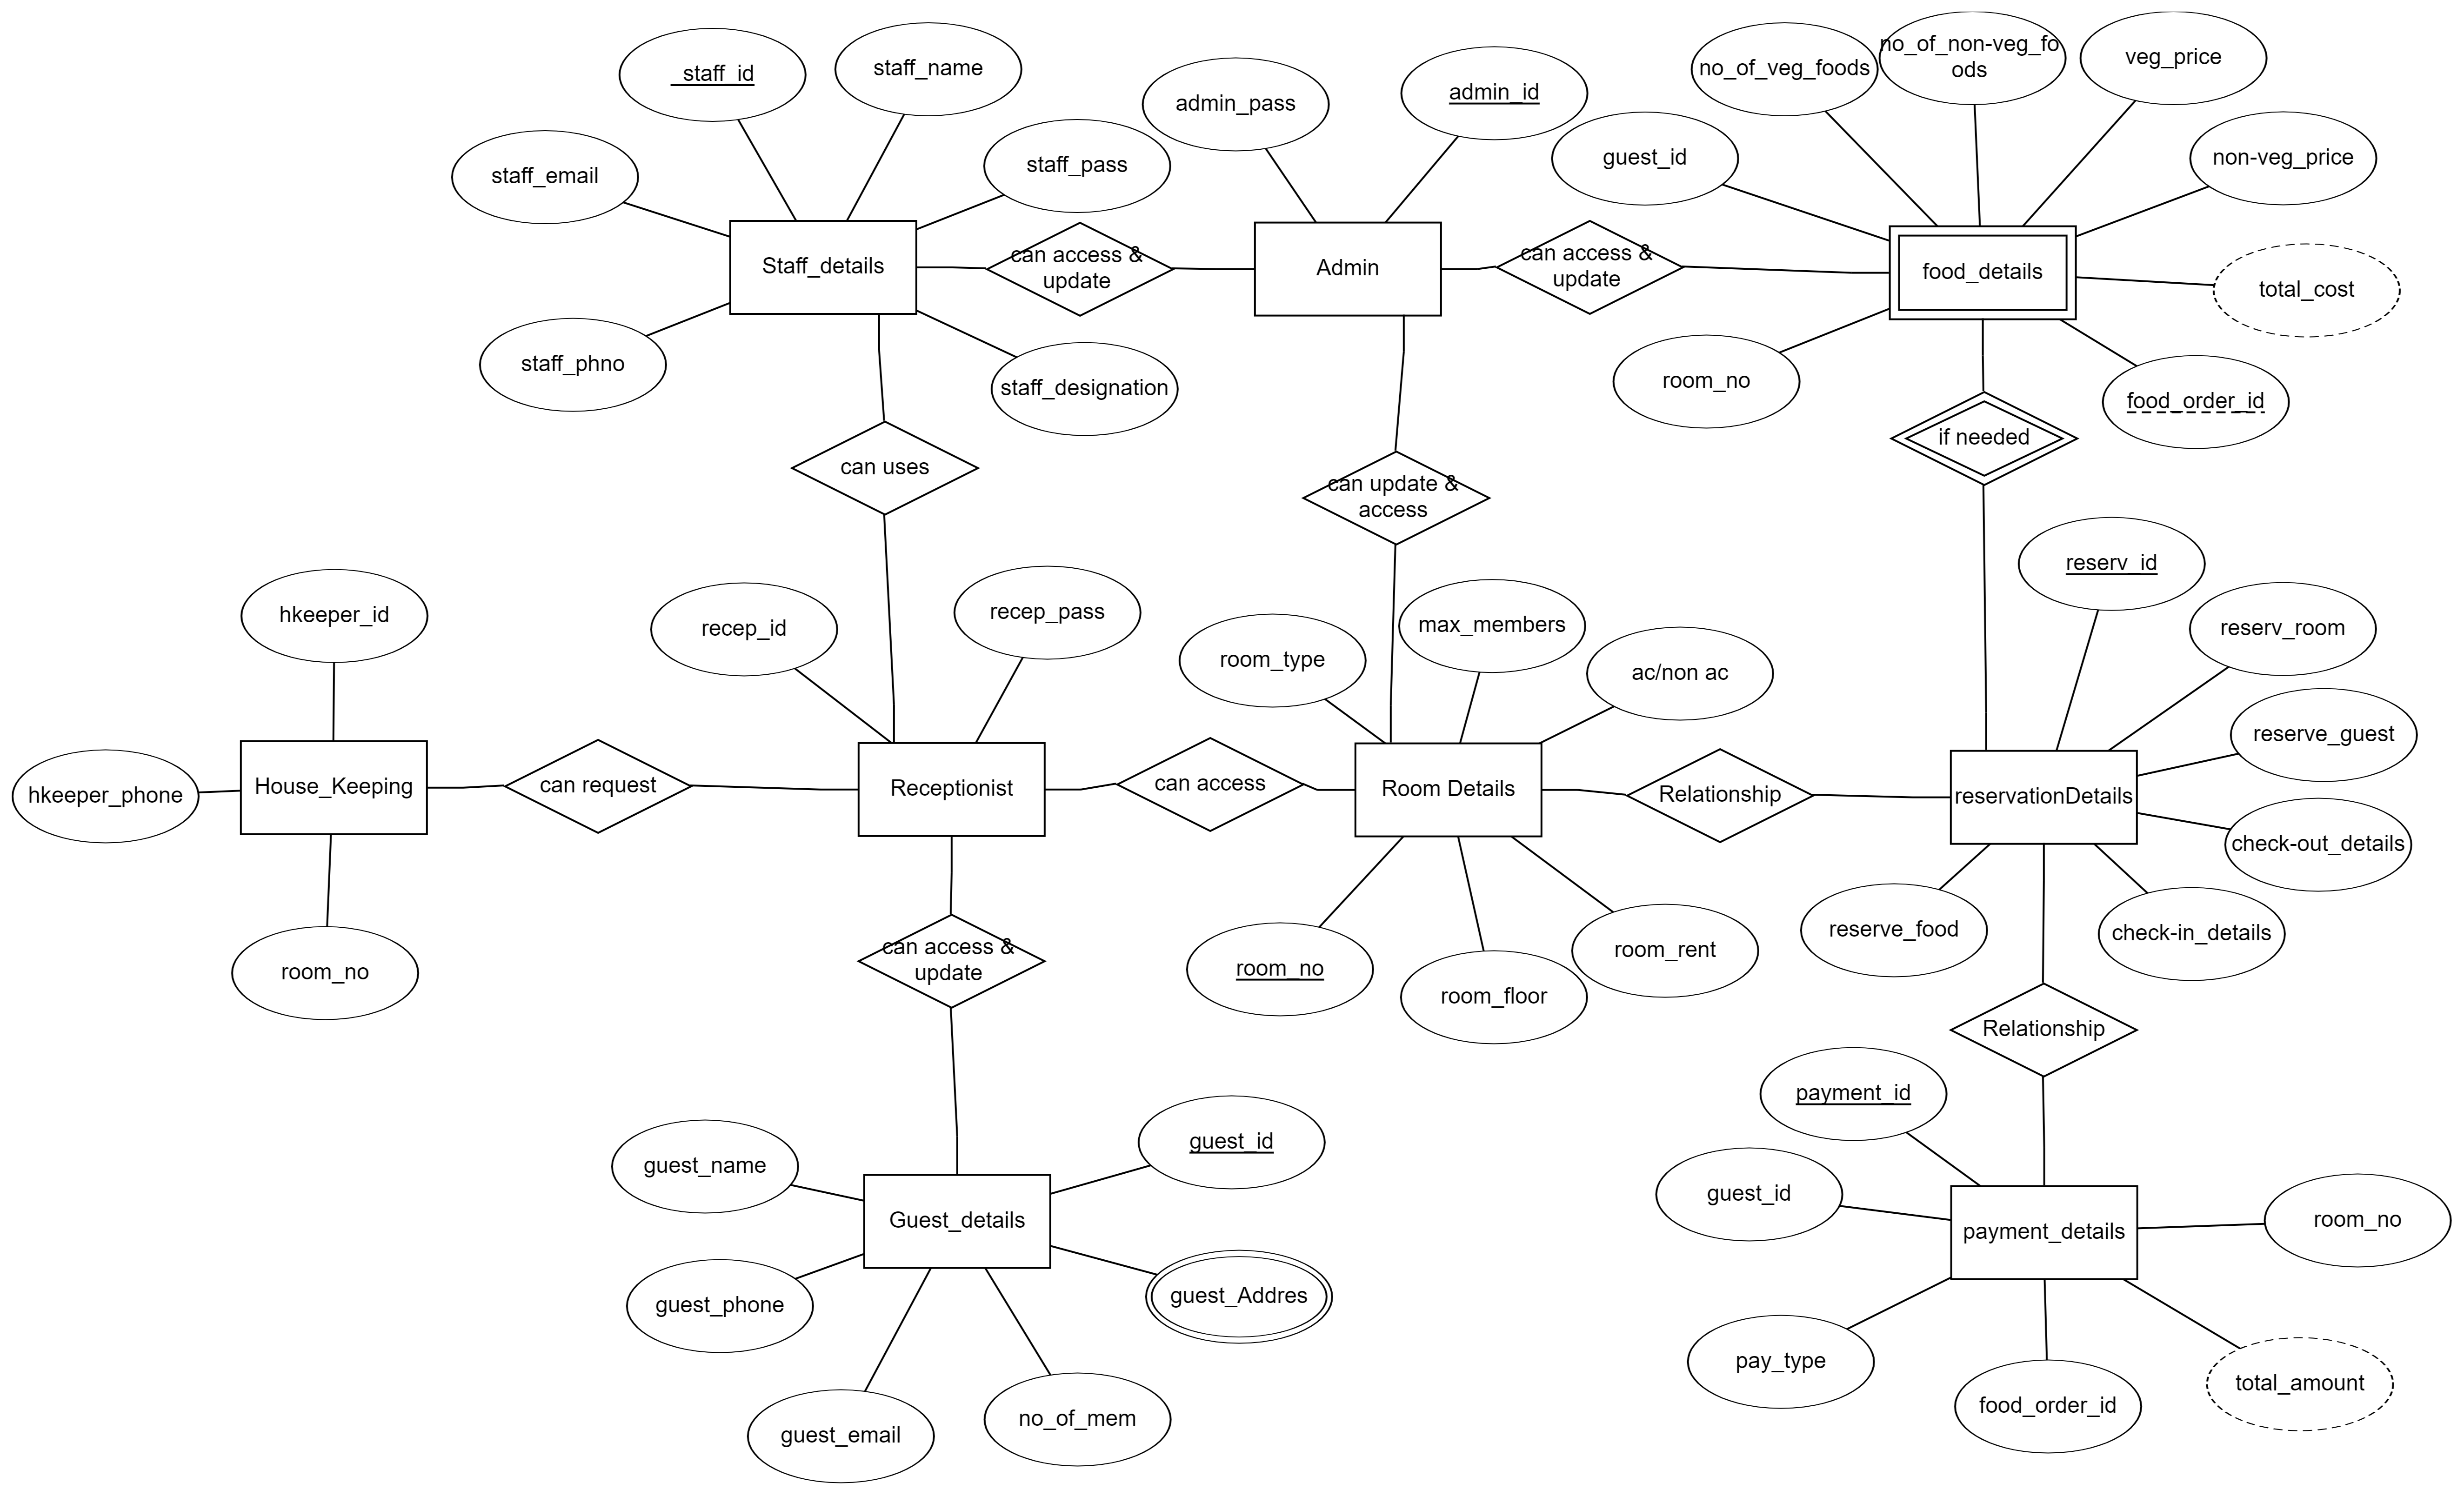 staff_id
staff_name
staff_email
staff_pass
staff_phno
staff_designation
Staff_details
can access &
update
admin_pass
admin_id
Admin
can access &
update
no_of_veg_foods
no_of_non-veg_fo
ods
veg_price
guest_id
non-veg_price
food_details
total_cost
room_no
food_order_id
if needed
can uses
can update &
access
hkeeper_id
hkeeper_phone
House_Keeping
room_no
can request
recep_id
recep_pass
Receptionist
can access
room_type
max_members
ac/non ac
Room Details
room_no
room_floor
room_rent
Relationship
reserv_id
reserv_room
reserve_guest
reservationDetails
check-out_details
reserve_food
check-in_details
can access &
update
Relationship
guest_name
guest_id
Guest_details
guest_phone
guest_Addres
guest_email
no_of_mem
payment_id
guest_id
room_no
payment_details
pay_type
food_order_id
total_amount